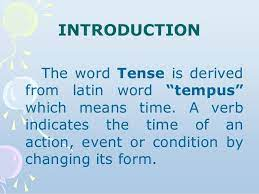 INTRODUCTION
The word Tense is derived
from latin word “tempus”
which means time. A verb
indicates the time of an
action, event or condition by
changing its form.